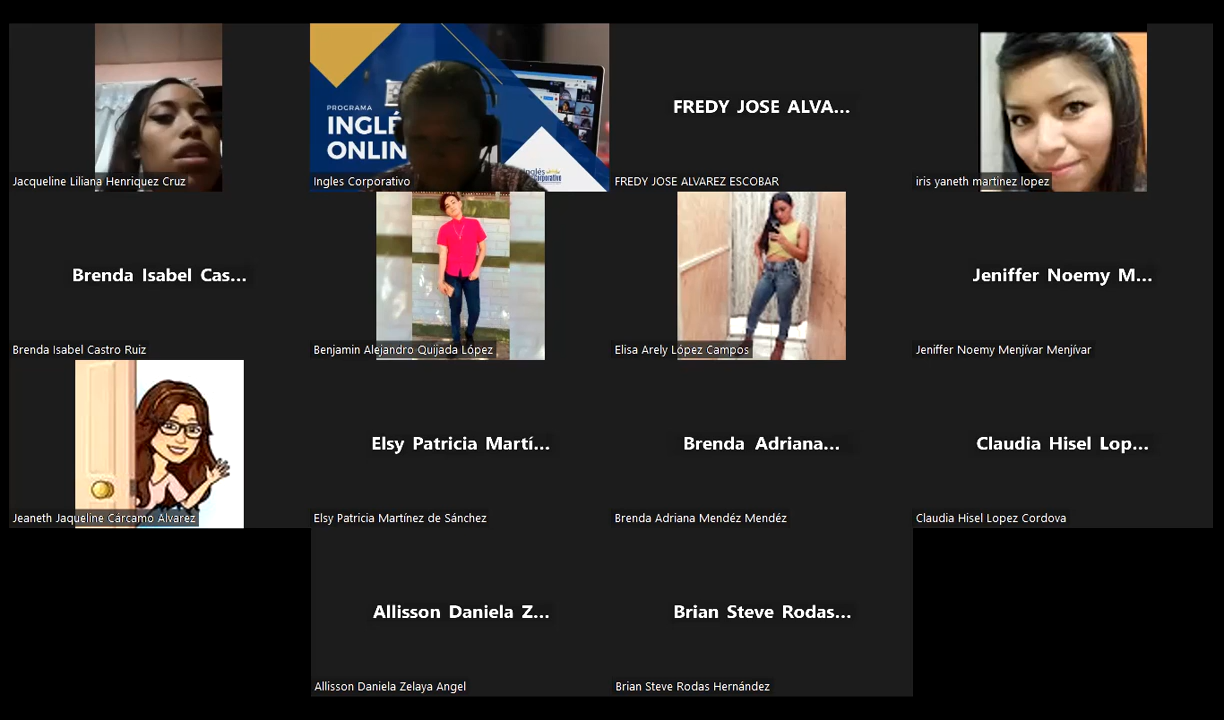 Jacqueline Liliana Henriquez Cruz
PROGRAMA
INGLÉ
ONLIN
Inglés
Corporativo
Ingles Corporativo
FREDY JOSE ALVA...
FREDY JOSE ALVAREZ ESCOBAR
iris yaneth martinez lopez
Brenda Isabel Cas...
Brenda Isabel Castro Ruiz
Benjamin Alejandro Quijada López
Elisa Arely López Campos
Jeniffer Noemy M...
Jeniffer Noemy Menjívar Menjívar
Jeaneth Jaqueline Cárcamo Alvarez
Elsy Patricia Martí...
Elsy Patricia Martínez de Sánchez
Brenda Adriana...
Brenda Adriana Mendéz Mendéz
Claudia Hisel Lop...
Claudia Hisel Lopez Cordova
Allisson Daniela Z...
Allisson Daniela Zelaya Angel
Brian Steve Rodas...
Brian Steve Rodas Hernández